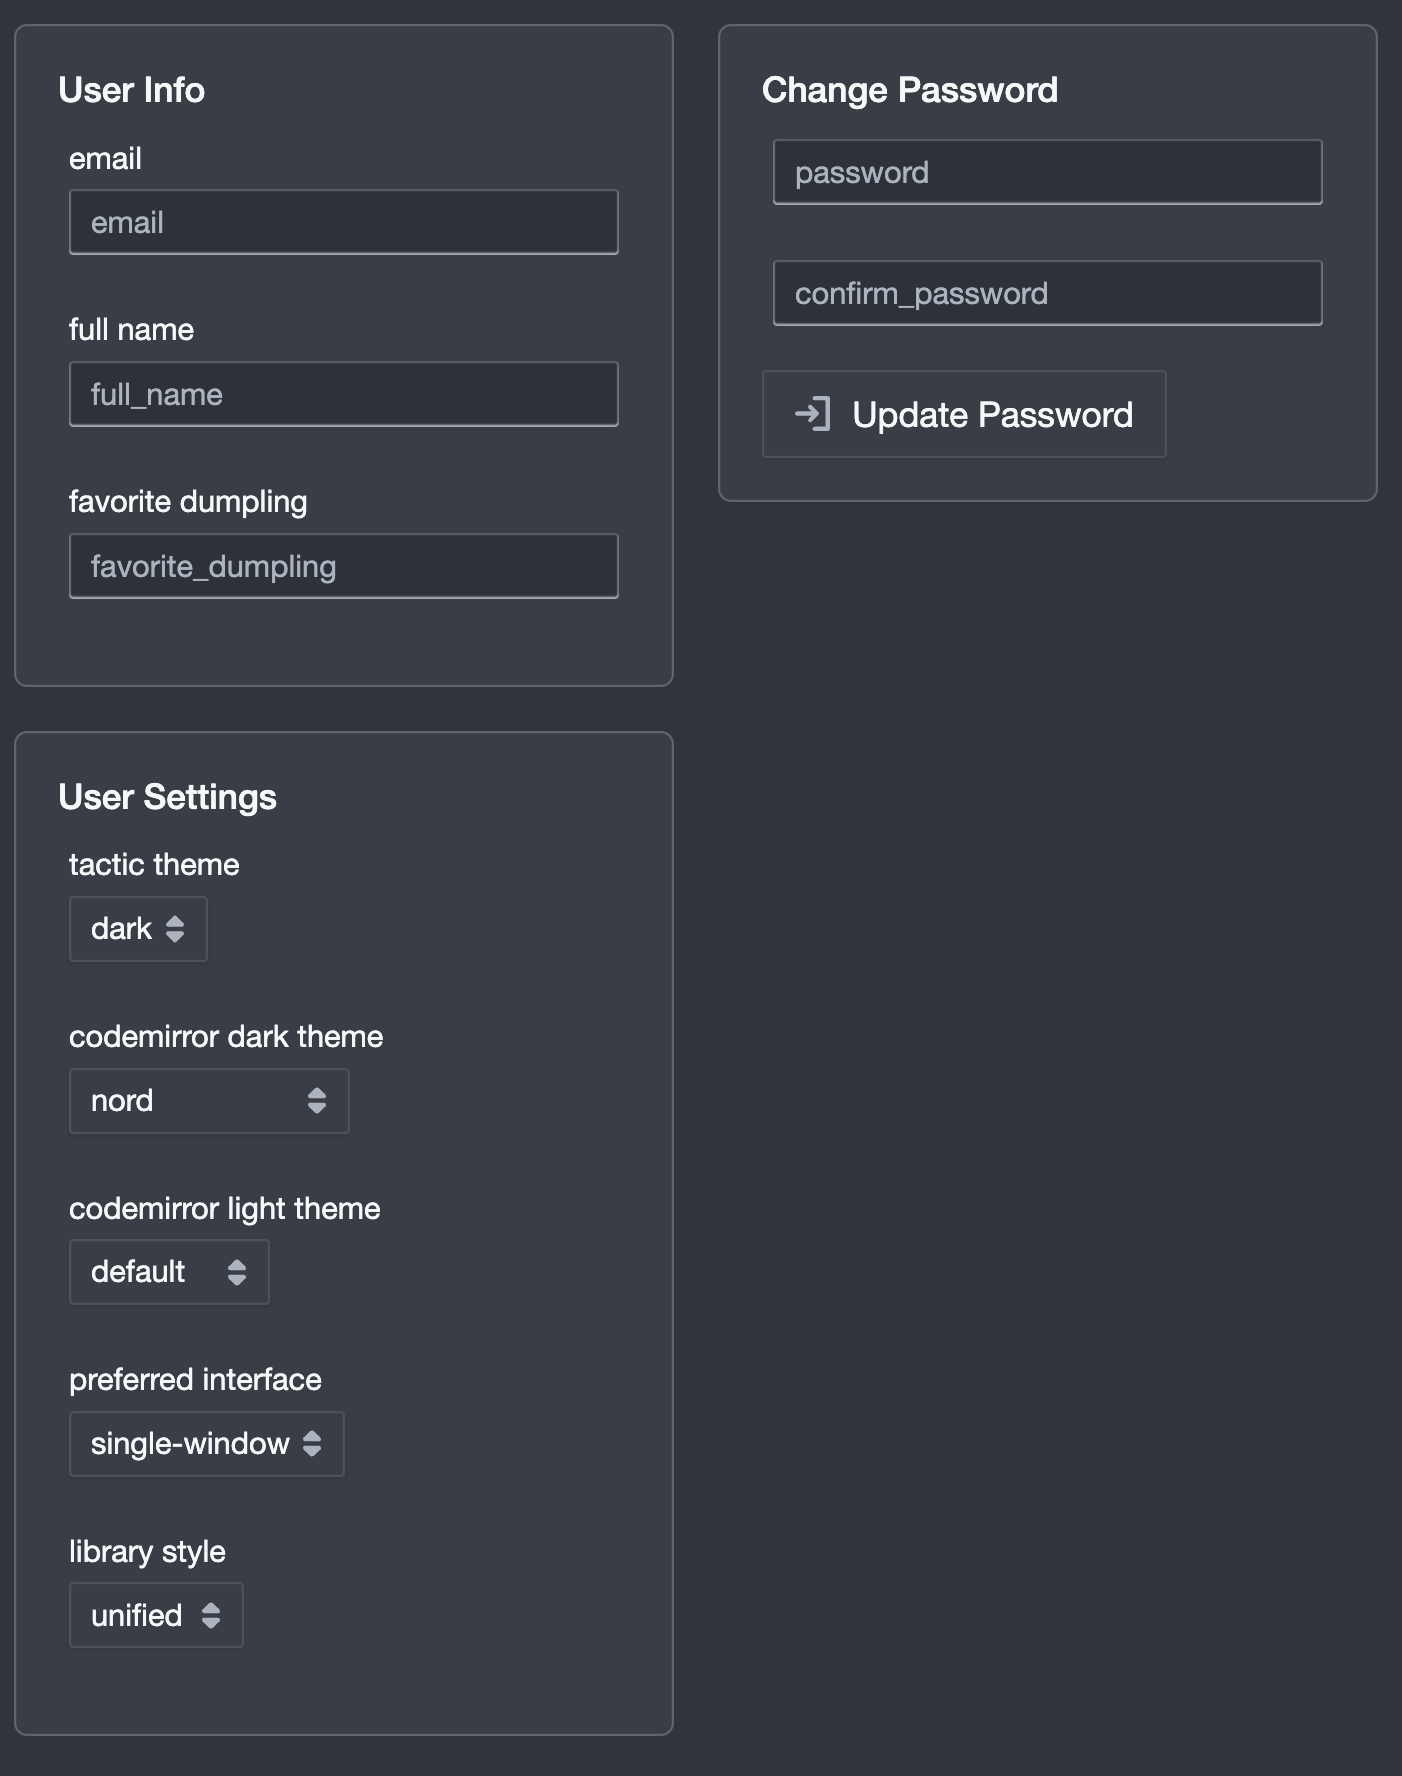 User Info
email
email
full name
full_name
favorite dumpling
favorite_dumpling
Change Password
password
confirm_password
Update Password
User Settings
tactic theme
dark
codemirror dark theme
nord
codemirror light theme
default
preferred interface
single-window
library style
unified